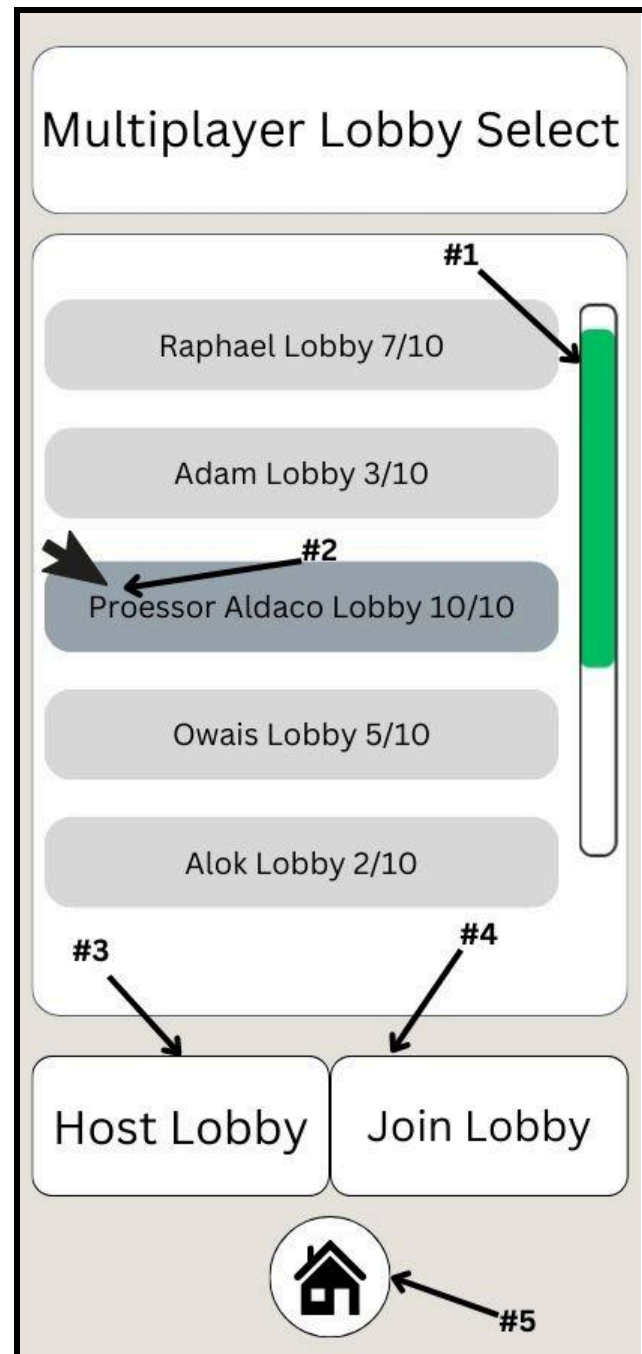 Multiplayer Lobby Select
#1
Raphael Lobby 7/10
Adam Lobby 3/10
#2
Proessor Aldaco Lobby 10/10
Owais Lobby 5/10
Alok Lobby 2/10
#3
#4
Host Lobby
Join Lobby
#5